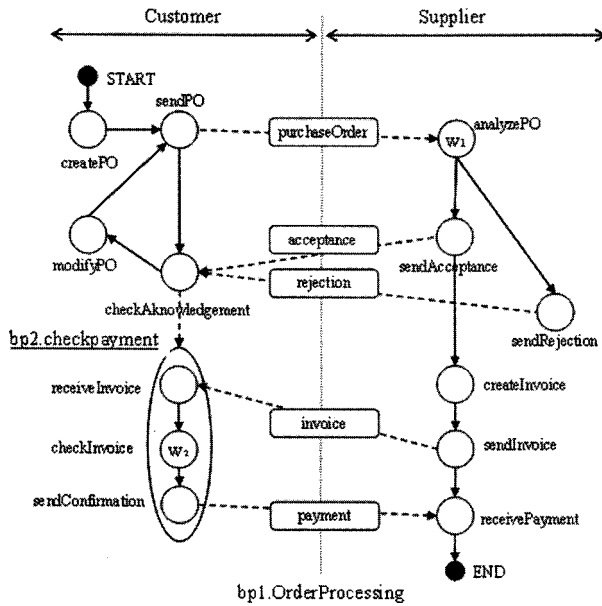 Customer
Supplier
START
sendPO
purchaseOrder
analyzePO
W1
createPO
acceptance
sendAcceptance
modifyPO
rejection
checkAknowledgement
sendRejection
bp2.checkpayment
receiveInvoice
createInvoice
invoice
checkInvoice
W2
sendInvoice
sendConfirmation
payment
receivePayment
END
bp1.OrderProcessing